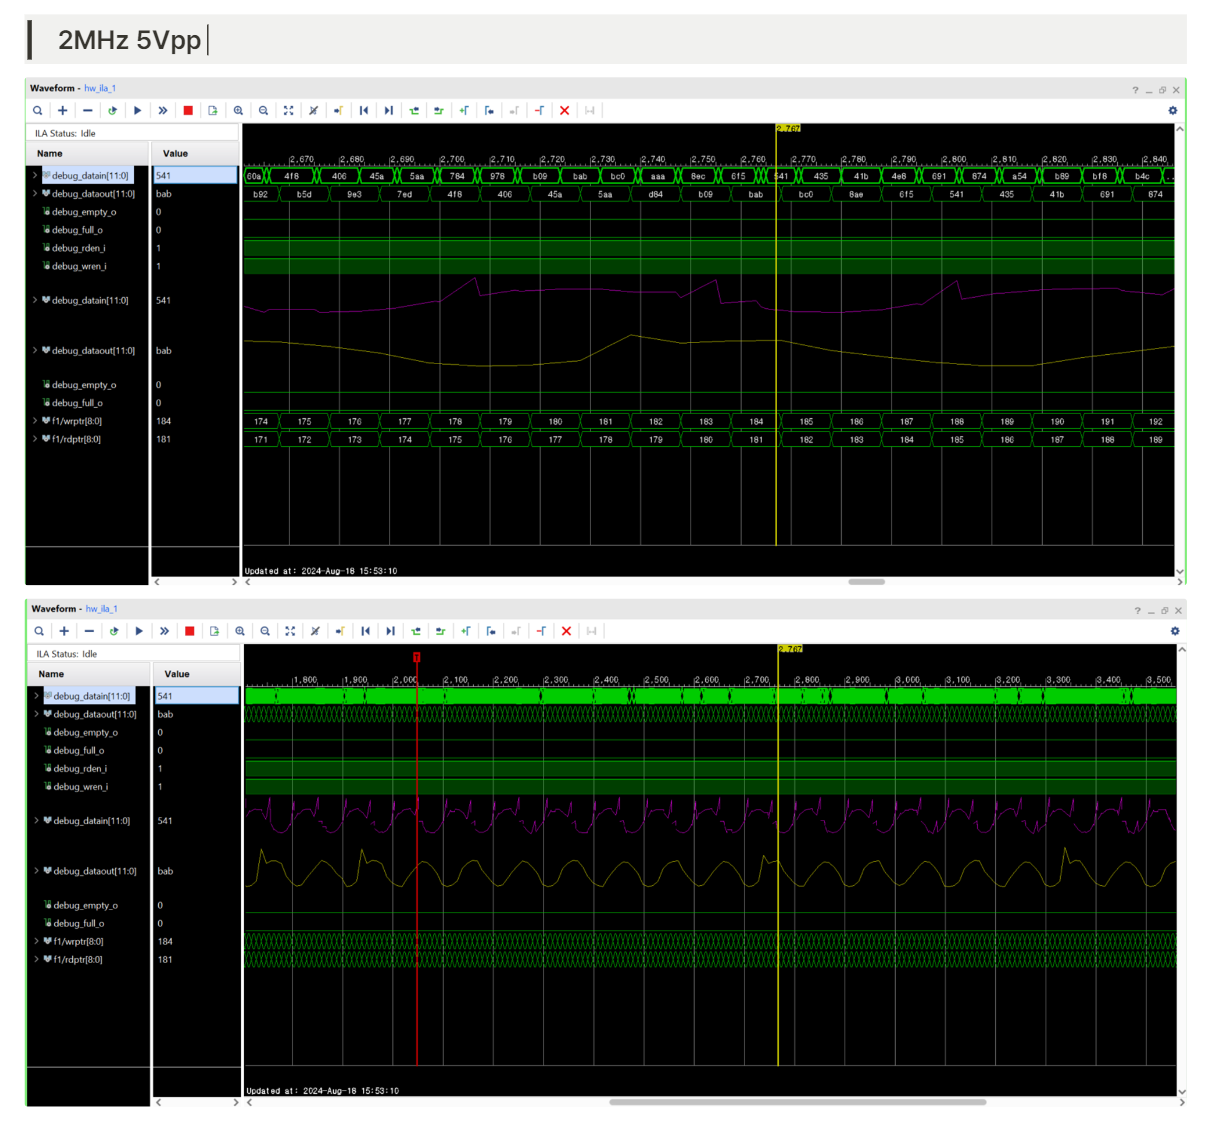 2MHz 5Vpp
Waveform - hw_ila_1
ILA Status: Idle
2,767
Name Value
2,670 2,680 2,690 2,700 2,710 2,720 2,730 2,740 2,750 2,760 2,770 2,780 2,790 2,800 2,810 2,820 2,830 2,840
debug_datain[11:0] 541 60a 4f8 406 45a 5aa 784 978 b09 bab bc0 aaa 8ec 6f5 541 435 41b 4e8 691 874 a54 b89 bf8 b4c ..
debug_dataout[11:0] bab b92 b5d 9e3 7ed 4f8 406 45a 5aa d84 b09 bab bc0 8ae 6f5 541 435 41b 691 874
debug_empty_o 0
debug_full_o 0
debug_rden_i 1
debug_wren_i 1
debug_datain[11:0] 541
debug_dataout[11:0] bab
debug_empty_o 0
debug_full_o 0
f1/wrptr[8:0] 184 174 175 176 177 178 179 180 181 182 183 184 185 186 187 188 189 190 191 192
f1/rdptr[8:0] 181 171 172 173 174 175 176 177 178 179 180 181 182 183 184 185 186 187 188 189
Updated at: 2024-Aug-18 15:53:10
Waveform - hw_ila_1
ILA Status: Idle
2,767
Name Value
1,800 1,900 2,000 2,100 2,200 2,300 2,400 2,500 2,600 2,700 2,800 2,900 3,000 3,100 3,200 3,300 3,400 3,500
debug_datain[11:0] 541
debug_dataout[11:0] bab
debug_empty_o 0
debug_full_o 0
debug_rden_i 1
debug_wren_i 1
debug_datain[11:0] 541
debug_dataout[11:0] bab
debug_empty_o 0
debug_full_o 0
f1/wrptr[8:0] 184
f1/rdptr[8:0] 181
Updated at: 2024-Aug-18 15:53:10